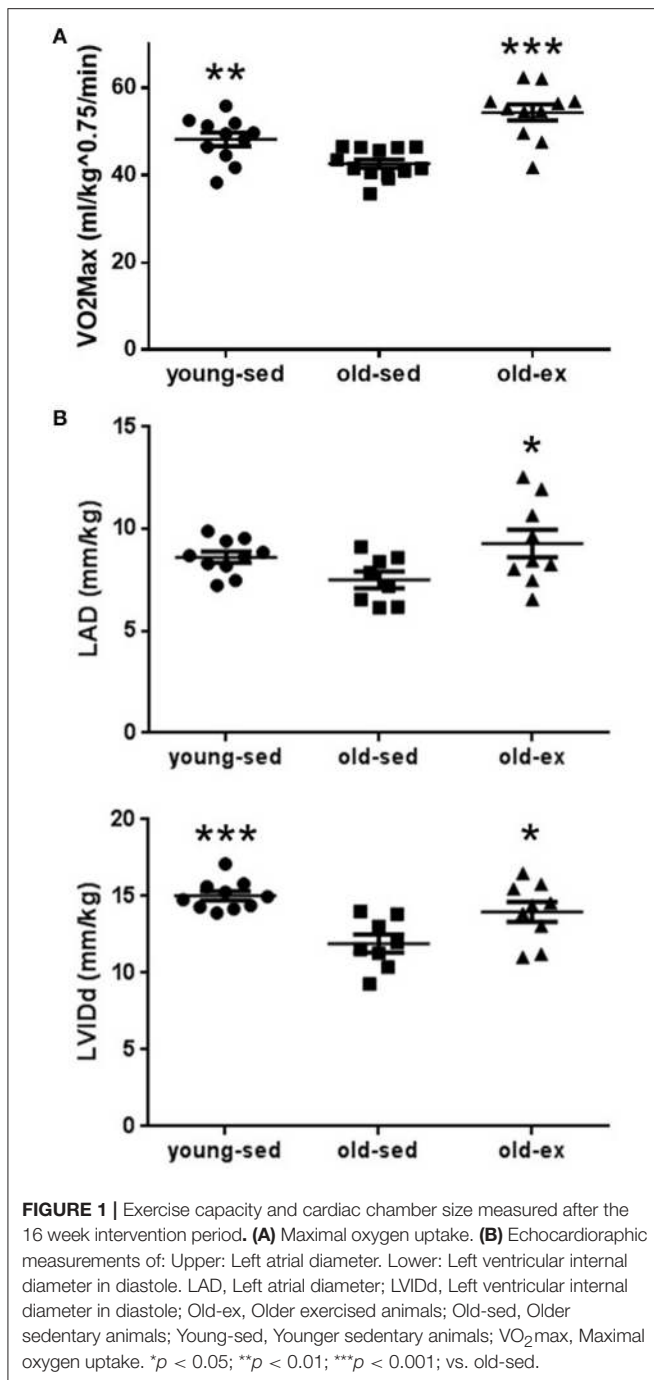 A
VO2Max (ml/kg^0.75/min)
60
40
20
0
**
***
young-sed
old-sed
old-ex
B
LAD (mm/kg)
15
10
5
0
*
young-sed
old-sed
old-ex
LVIDd (mm/kg)
20
15
10
5
0
***
*
young-sed
old-sed
old-ex
FIGURE 1 | Exercise capacity and cardiac chamber size measured after the
16 week intervention period. (A) Maximal oxygen uptake. (B) Echocardioraphic
measurements of: Upper: Left atrial diameter. Lower: Left ventricular internal
diameter in diastole. LAD, Left atrial diameter; LVIDd, Left ventricular internal
diameter in diastole; Old-ex, Older exercised animals; Old-sed, Older
sedentary animals; Young-sed, Younger sedentary animals; VO₂max, Maximal
oxygen uptake. *p < 0.05; **p < 0.01; ***p < 0.001; vs. old-sed.